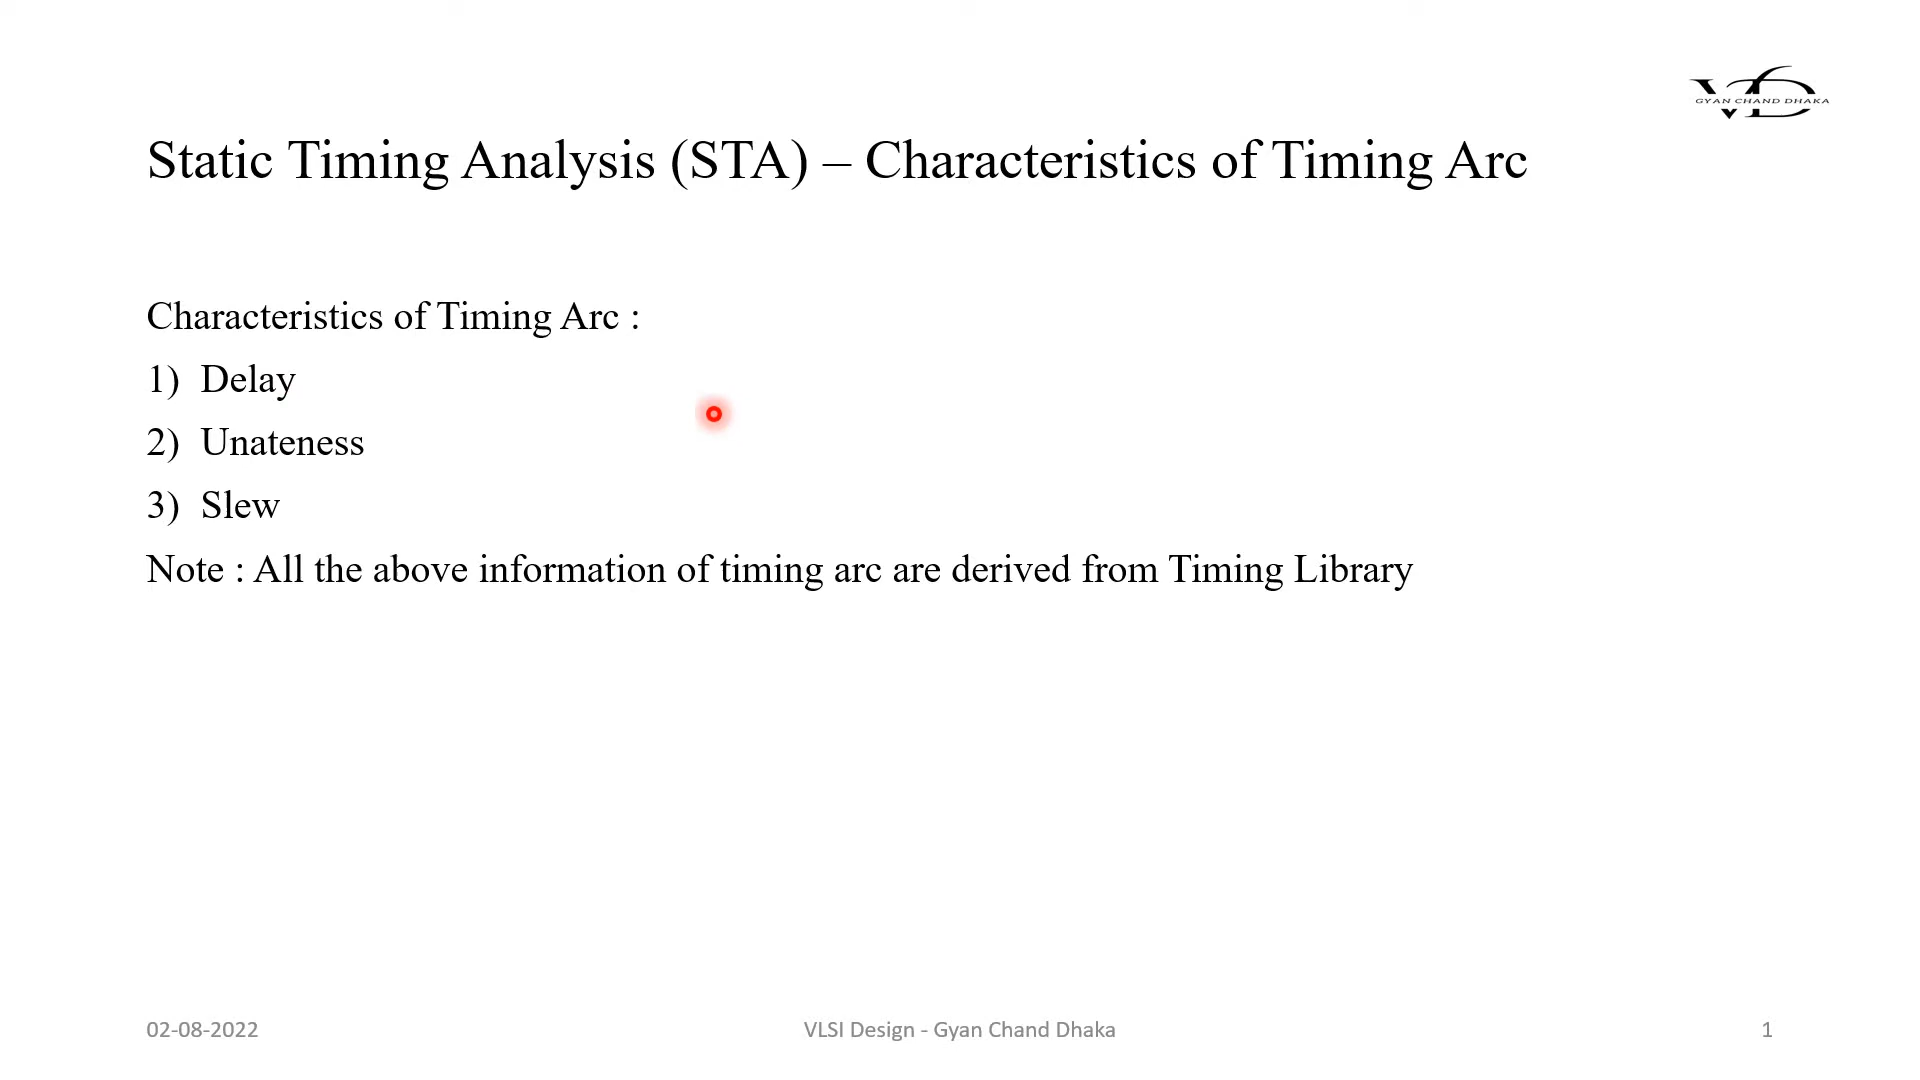 GYAN CHAND DHAKA
Static Timing Analysis (STA) – Characteristics of Timing Arc
Characteristics of Timing Arc :
1) Delay
2) Unateness
3) Slew
Note : All the above information of timing arc are derived from Timing Library
02-08-2022
VLSI Design - Gyan Chand Dhaka
1